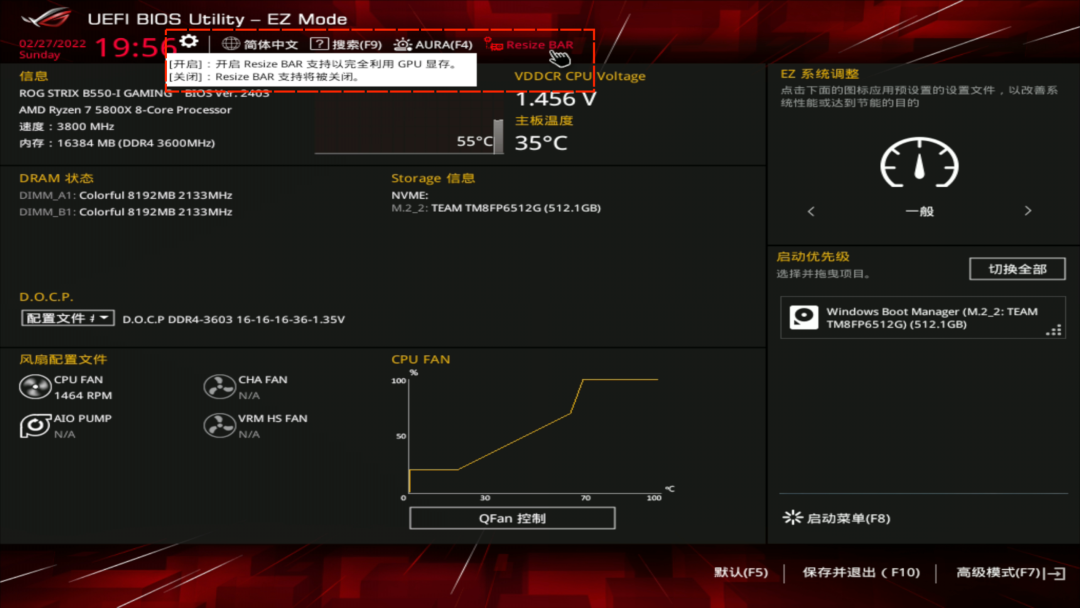 UEFI BIOS Utility – EZ Mode
02/27/2022
Sunday
19:56
简体中文
搜索(F9)
AURA(F4)
Resize BAR
[开启]：开启 Resize BAR 支持以完全利用 GPU 显存。
[关闭]：Resize BAR 支持将被关闭。
信息
ROG STRIX B550-I GAMING BIOS Ver. 2403
AMD Ryzen 7 5800X 8-Core Processor
速度：3800 MHz
内存：16384 MB (DDR4 3600MHz)
55°C
VDDCR CPU Voltage
1.456 V
主板温度
35°C
EZ 系统调整
点击下面的图标应用预设置的设置文件，以改善系
统性能或达到节能的目的
一般
DRAM 状态
DIMM_A1: Colorful 8192MB 2133MHz
DIMM_B1: Colorful 8192MB 2133MHz
Storage 信息
NVME:
M.2_2: TEAM TM8FP6512G (512.1GB)
D.O.C.P.
配置文件
D.O.C.P DDR4-3603 16-16-16-36-1.35V
启动优先级
选择并拖曳项目。
切换全部
Windows Boot Manager (M.2_2: TEAM
TM8FP6512G) (512.1GB)
风扇配置文件
CPU FAN
1464 RPM
CHA FAN
N/A
AIO PUMP
N/A
VRM HS FAN
N/A
CPU FAN
%
100
50
0
30
70
100
°C
QFan 控制
启动菜单(F8)
默认(F5)
保存并退出（F10)
高级模式(F7)